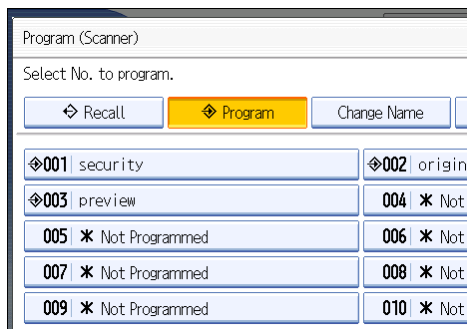 Program (Scanner)
Select No. to program.
Recall Program Change Name
001 security 002 origin
003 preview 004 Not
005 Not Programmed 006 Not
007 Not Programmed 008 Not
009 Not Programmed 010 Not